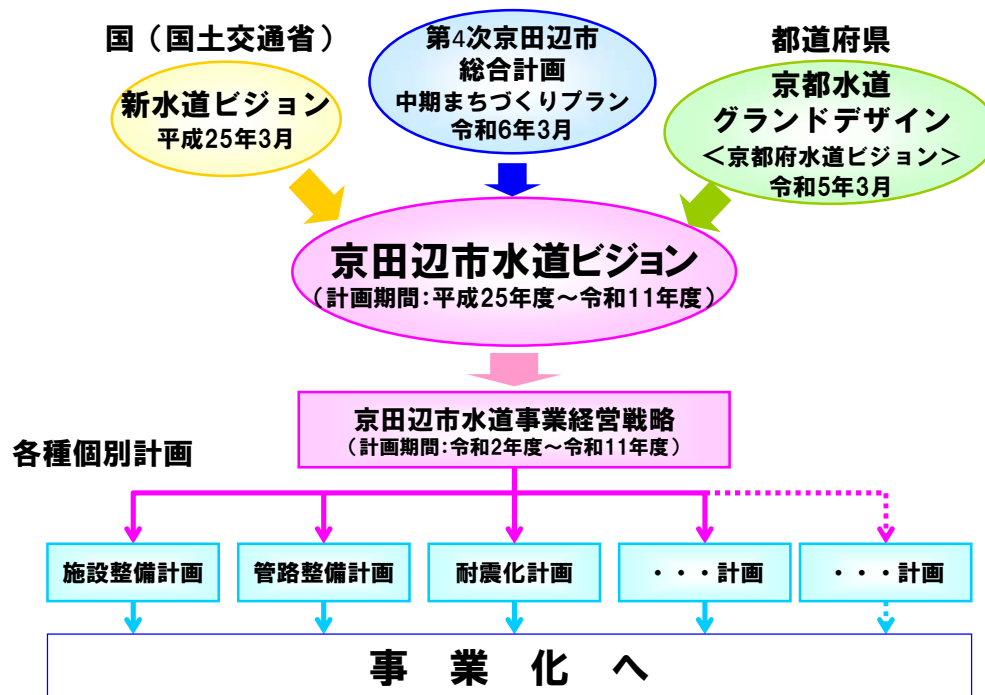 国（国土交通省）
新水道ビジョン
平成25年3月
第4次京田辺市
総合計画
中期まちづくりプラン
令和6年3月
都道府県
京都水道
グランドデザイン
＜京都府水道ビジョン＞
令和5年3月
京田辺市水道ビジョン
（計画期間：平成25年度～令和11年度）
京田辺市水道事業経営戦略
（計画期間：令和2年度～令和11年度）
各種個別計画
施設整備計画
管路整備計画
耐震化計画
・・・計画
・・・計画
事　業　化　へ